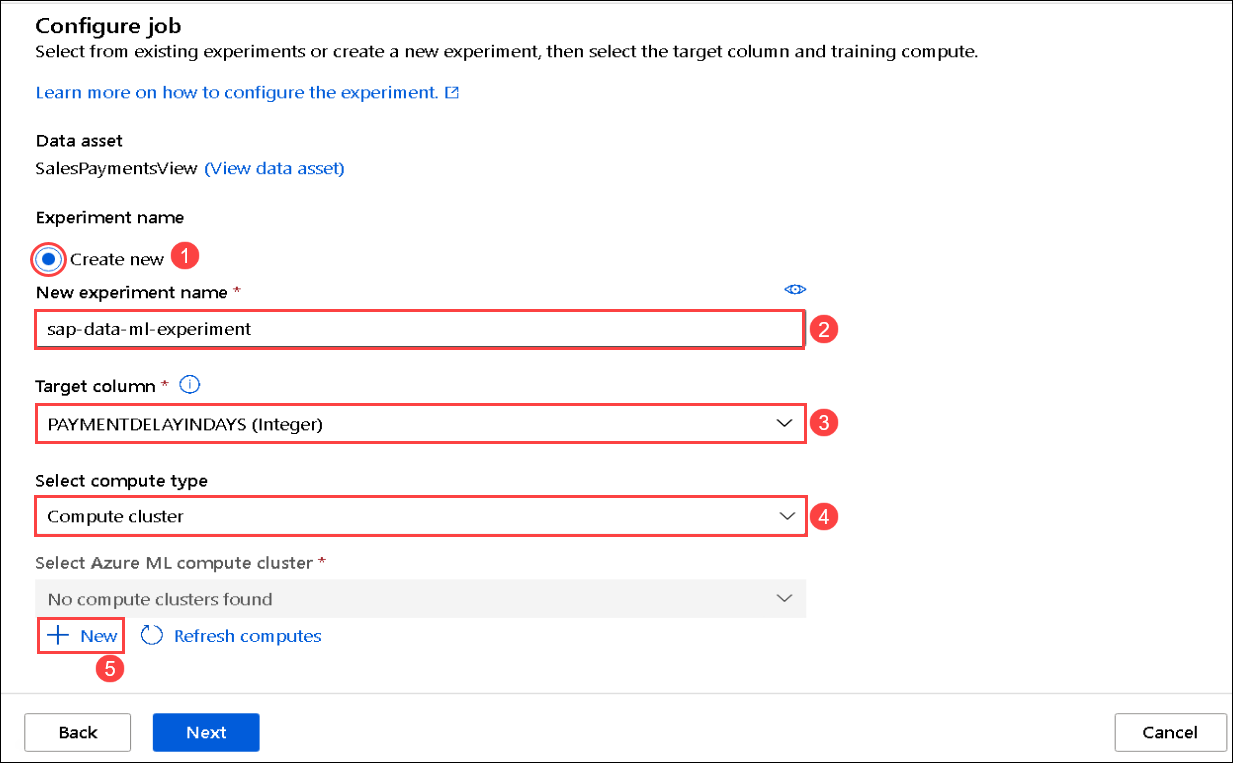 Configure job
Select from existing experiments or create a new experiment, then select the target column and training compute.
Learn more on how to configure the experiment.
Data asset
SalesPaymentsView (View data asset)
Experiment name
Create new 1
New experiment name *
sap-data-ml-experiment 2
Target column *
PAYMENTDELAYINDAYS (Integer) 3
Select compute type
Compute cluster 4
Select Azure ML compute cluster *
No compute clusters found
New Refresh computes
5
Back Next Cancel